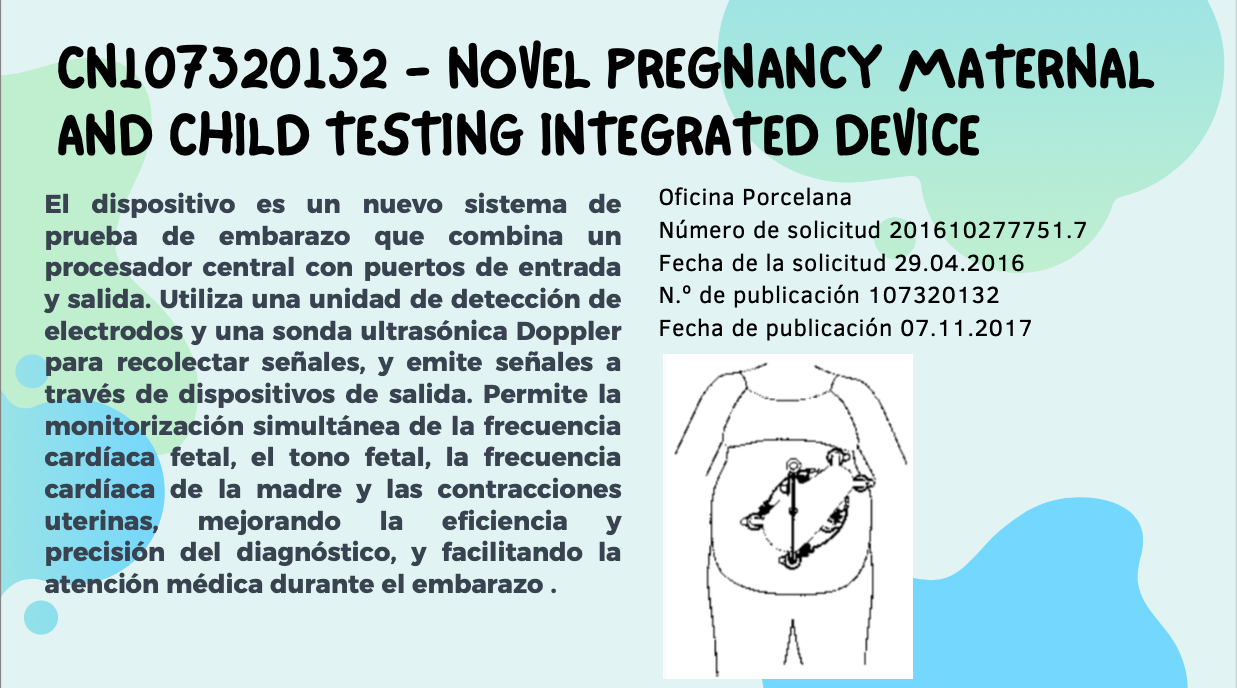 CN107320132 - NOVEL PREGNANCY MATERNAL
AND CHILD TESTING INTEGRATED DEVICE
El dispositivo es un nuevo sistema de
prueba de embarazo que combina un
procesador central con puertos de entrada
y salida. Utiliza una unidad de detección de
electrodos y una sonda ultrasónica Doppler
para recolectar señales, y emite señales a
través de dispositivos de salida. Permite la
monitorización simultánea de la frecuencia
cardíaca fetal, el tono fetal, la frecuencia
cardíaca de la madre y las contracciones
uterinas, mejorando la eficiencia y
precisión del diagnóstico, y facilitando la
atención médica durante el embarazo .
Oficina Porcelana
Número de solicitud 201610277751.7
Fecha de la solicitud 29.04.2016
N.º de publicación 107320132
Fecha de publicación 07.11.2017